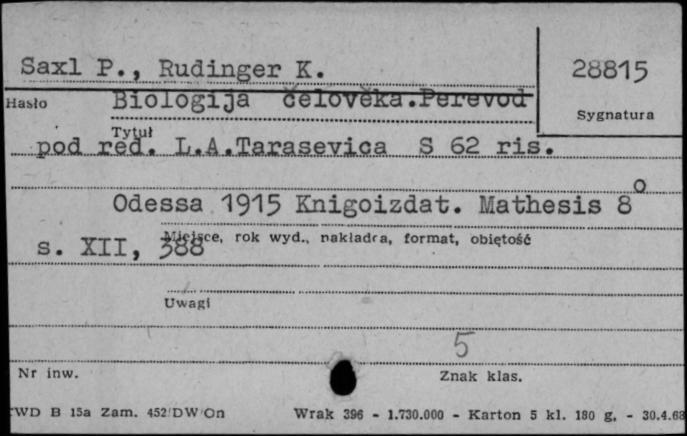 Saxl P., Rudinger K.
28815
Hasło
Biologija čelověka.Perevod
Sygnatura
Tytuł
pod red. L.A.Tarasevica S 62 ris.
Odessa 1915 Knigoizdat. Mathesis 8⁰
Miejsce, rok wyd., nakładca, format, objętość
s. XII, 388
Uwagi
5
Nr inw.
Znak klas.
WD B 15a Zam. 452/DW/On Wrak 396 - 1.730.000 - Karton 5 kl. 180 g. - 30.4.68